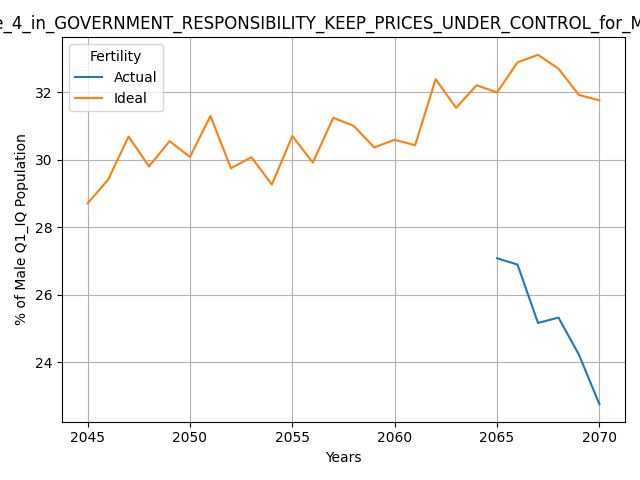 e_4_in_GOVERNMENT_RESPONSIBILITY_KEEP_PRICES_UNDER_CONTROL_for_M
Fertility
Actual
Ideal
32
30
28
26
24
% of Male Q1_IQ Population
2045
2050
2055
2060
2065
2070
Years